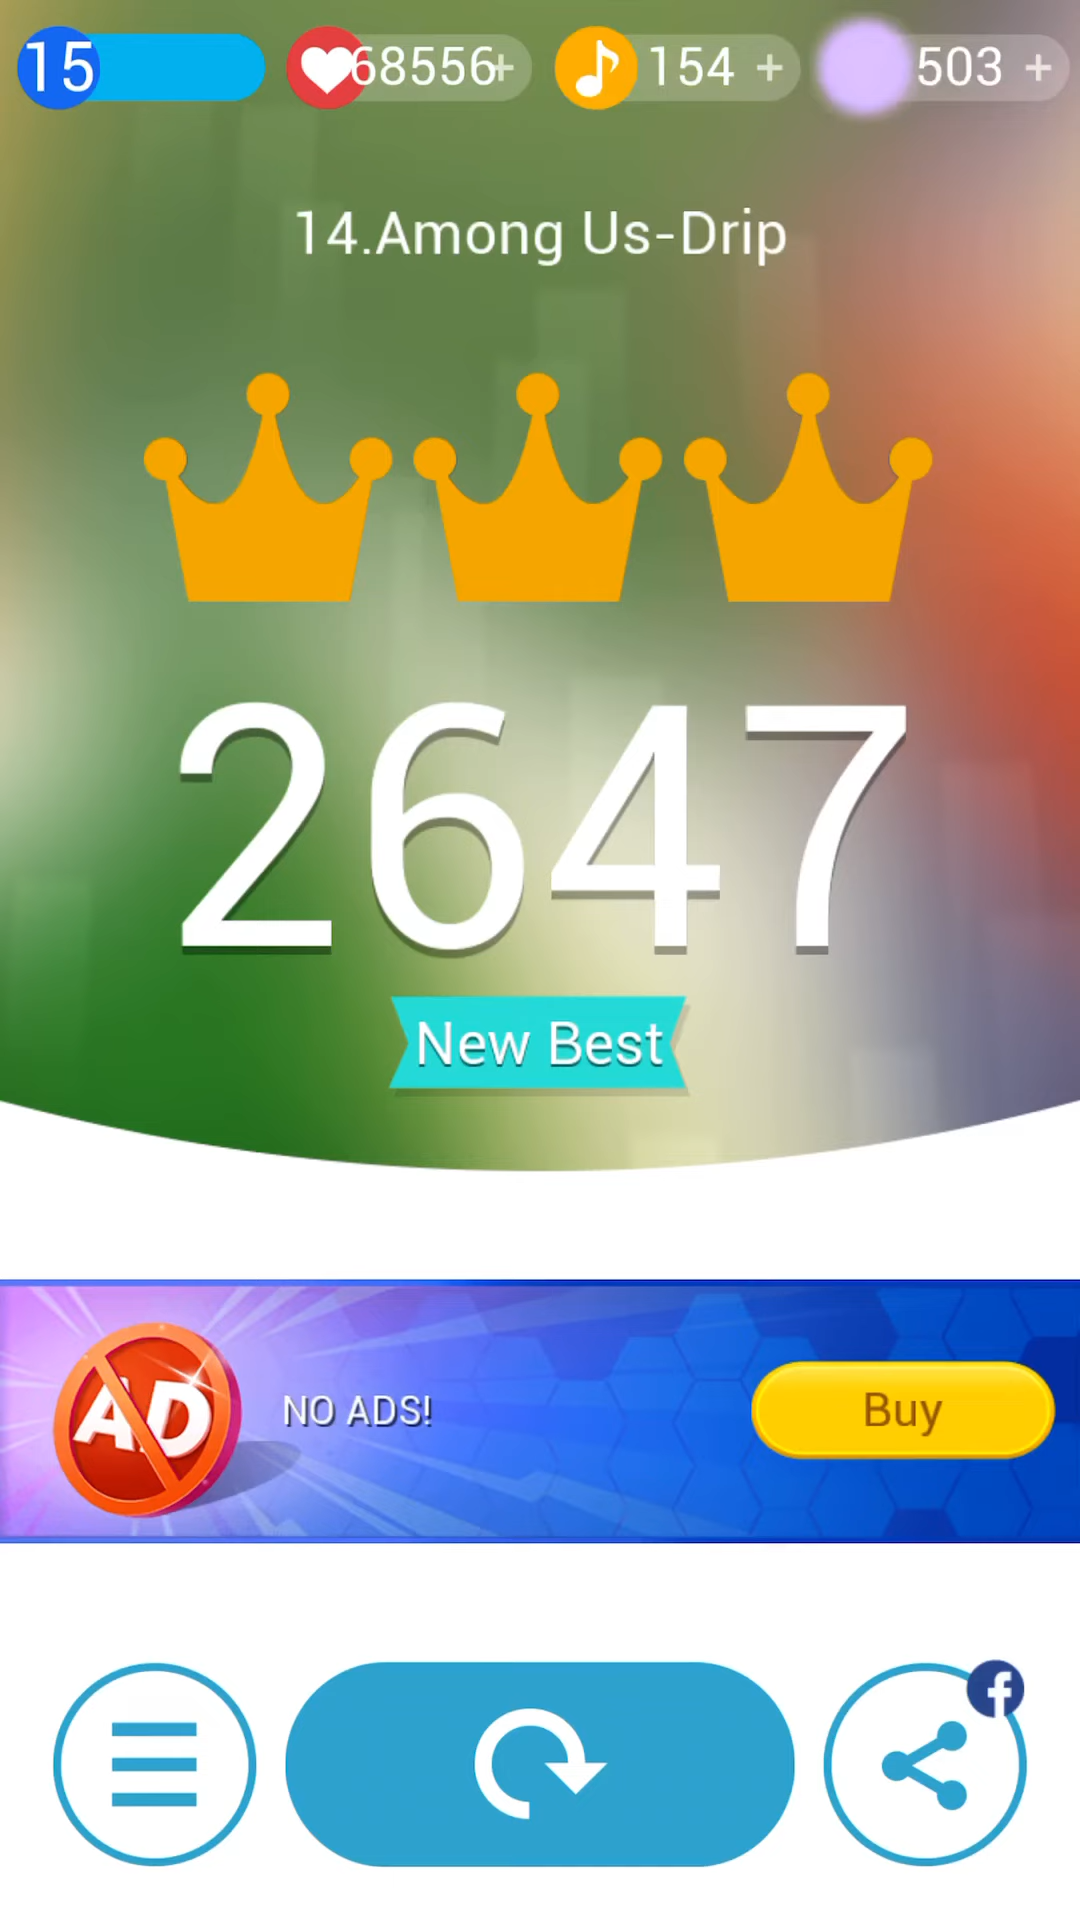 15 68556+ 154 + 503 +
14.Among Us-Drip
2647
New Best
AD NO ADS! Buy
f